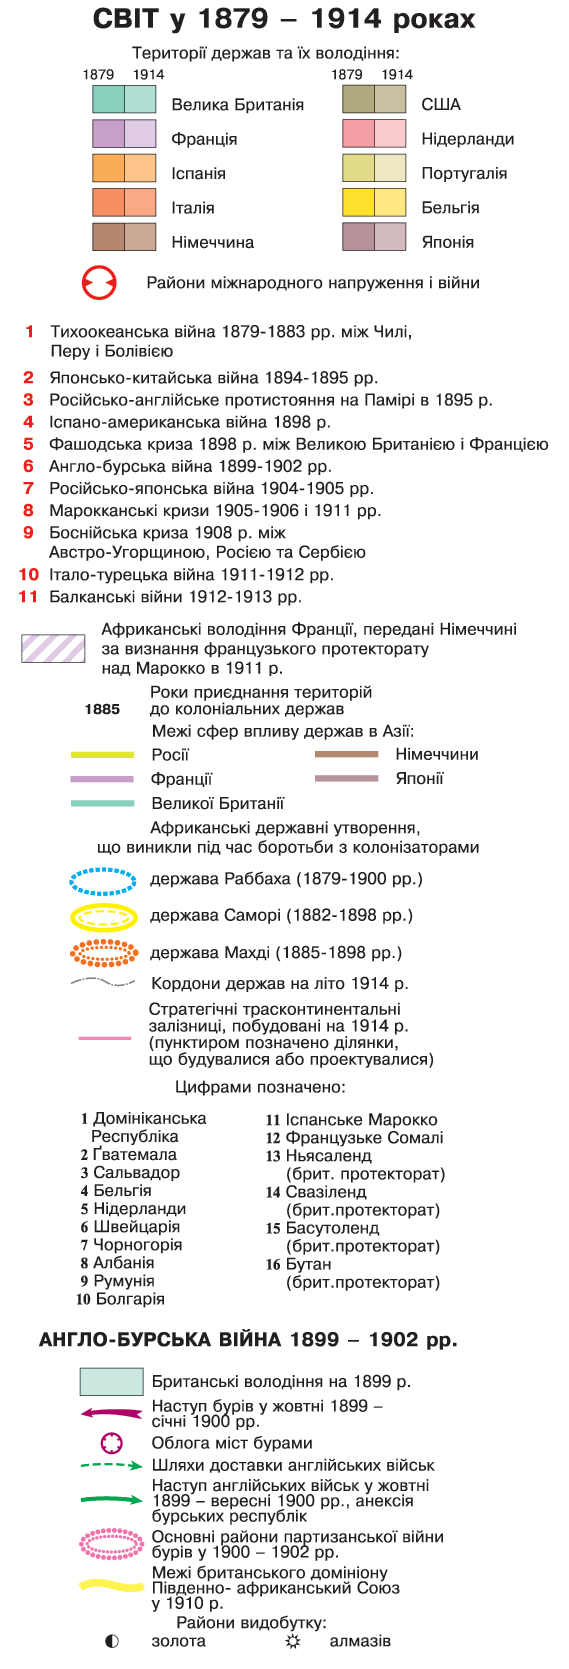 СВІТ у 1879 – 1914 роках
Території держав та їх володіння:
1879 1914 1879 1914
Велика Британія США
Франція Нідерланди
Іспанія Португалія
Італія Бельгія
Німеччина Японія
Райони міжнародного напруження і війни
1 Тихоокеанська війна 1879-1883 рр. між Чилі,
Перу і Болівією
2 Японсько-китайська війна 1894-1895 рр.
3 Російсько-англійське протистояння на Памірі в 1895 р.
4 Іспано-американська війна 1898 р.
5 Фашодська криза 1898 р. між Великою Британією і Францією
6 Англо-бурська війна 1899-1902 рр.
7 Російсько-японська війна 1904-1905 рр.
8 Марокканські кризи 1905-1906 і 1911 рр.
9 Боснійська криза 1908 р. між
Австро-Угорщиною, Росією та Сербією
10 Італо-турецька війна 1911-1912 рр.
11 Балканські війни 1912-1913 рр.
Африканські володіння Франції, передані Німеччині
за визнання французького протекторату
над Марокко в 1911 р.
1885 Роки приєднання територій
до колоніальних держав
Межі сфер впливу держав в Азії:
Росії Німеччини
Франції Японії
Великої Британії
Африканські державні утворення,
що виникли під час боротьби з колонізаторами
держава Раббаха (1879-1900 рр.)
держава Саморі (1882-1898 рр.)
держава Махді (1885-1898 рр.)
Кордони держав на літо 1914 р.
Стратегічні трасконтинентальні
залізниці, побудовані на 1914 р.
(пунктиром позначено ділянки,
що будувалися або проектувалися)
Цифрами позначено:
1 Домініканська
Республіка
2 Ґватемала
3 Сальвадор
4 Бельгія
5 Нідерланди
6 Швейцарія
7 Чорногорія
8 Албанія
9 Румунія
10 Болгарія
11 Іспанське Марокко
12 Французьке Сомалі
13 Ньясаленд
(брит. протекторат)
14 Свазіленд
(брит.протекторат)
15 Басутоленд
(брит.протекторат)
16 Бутан
(брит.протекторат)
АНГЛО-БУРСЬКА ВІЙНА 1899 – 1902 рр.
Британські володіння на 1899 р.
Наступ бурів у жовтні 1899 –
січні 1900 рр.
Облога міст бурами
Шляхи доставки англійських військ
Наступ англійських військ у жовтні
1899 – вересні 1900 рр., анексія
бурських республік
Основні райони партизанської війни
бурів у 1900 – 1902 рр.
Межі британського домініону
Південно- африканський Союз
у 1910 р.
Райони видобутку:
золота алмазів